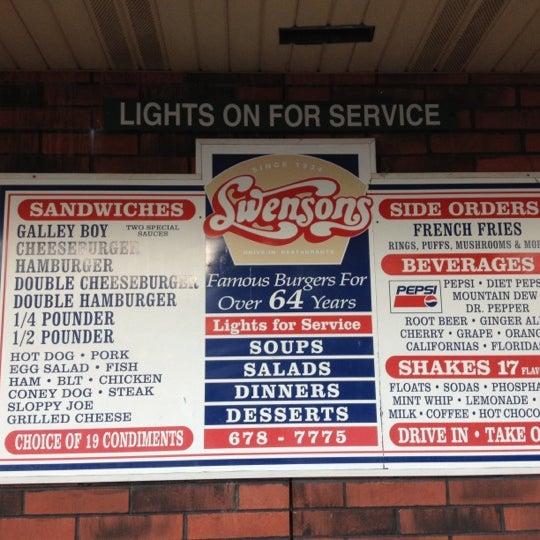 LIGHTS ON FOR SERVICE
SANDWICHES
GALLEY BOY TWO SPECIAL SAUCES
CHEESEBURGER
HAMBURGER
DOUBLE CHEESEBURGER
DOUBLE HAMBURGER
1/4 POUNDER
1/2 POUNDER
HOT DOG • PORK
EGG SALAD • FISH
HAM • BLT • CHICKEN
CONEY DOG • STEAK
SLOPPY JOE
GRILLED CHEESE
CHOICE OF 19 CONDIMENTS
SINCE 1934
Swensons
DRIVE IN RESTAURANTS
Famous Burgers For
Over 64 Years
Lights for Service
SOUPS
SALADS
DINNERS
DESSERTS
678 - 7775
SIDE ORDERS
FRENCH FRIES
RINGS, PUFFS, MUSHROOMS &
BEVERAGES
PEPSI
PEPSI • DIET PEPS
MOUNTAIN DEW
DR. PEPPER
ROOT BEER • GINGER AL
CHERRY • GRAPE • ORANG
CALIFORNIAS • FLORIDA
SHAKES 17 FLAV
FLOATS • SODAS • PHOSPHA
MINT WHIP • LEMONADE •
MILK • COFFEE • HOT CHOCO
DRIVE IN • TAKE O